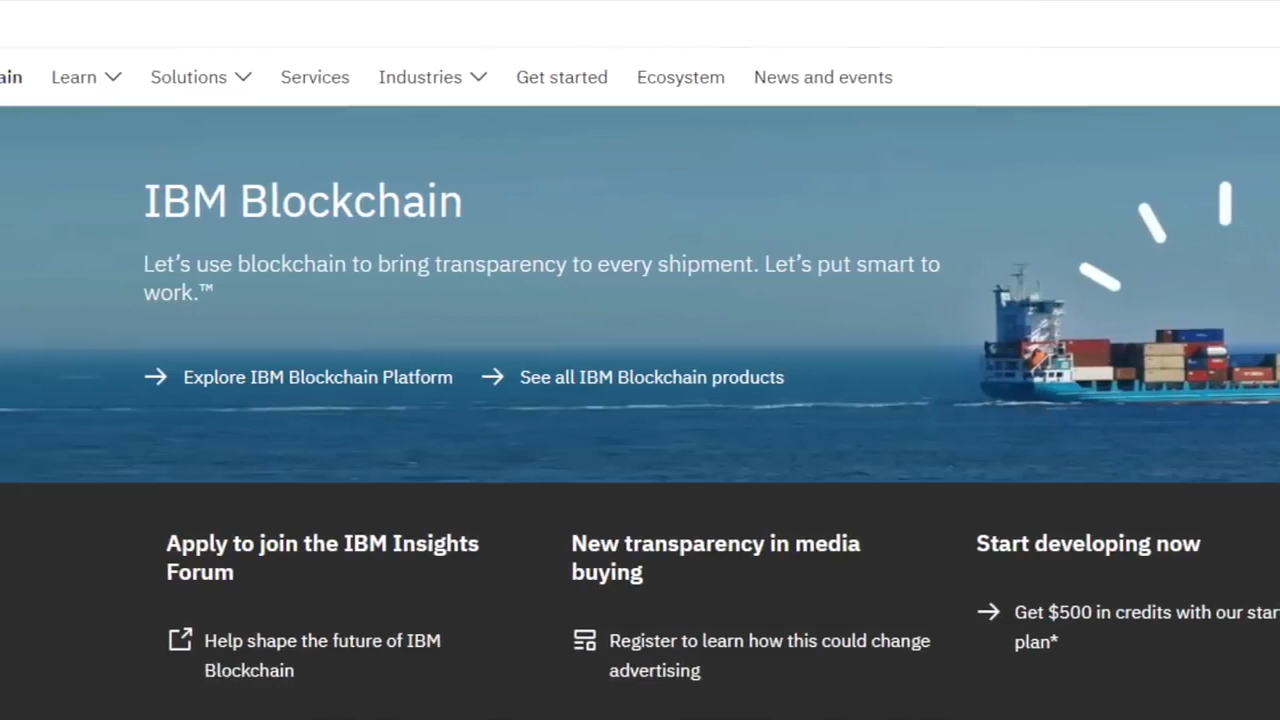 Learn Solutions Services Industries Get started Ecosystem News and events
IBM Blockchain
Let's use blockchain to bring transparency to every shipment. Let's put smart to
work.™
Explore IBM Blockchain Platform See all IBM Blockchain products
Apply to join the IBM Insights
Forum
New transparency in media
buying
Start developing now
Help shape the future of IBM
Blockchain
Register to learn how this could change
advertising
Get $500 in credits with our
plan*